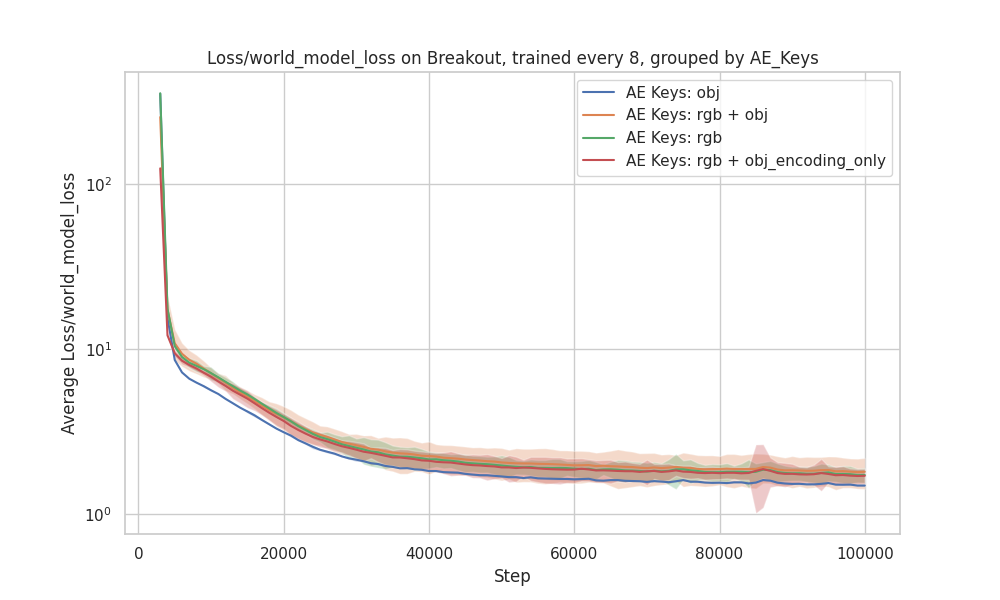 Loss/world_model_loss on Breakout, trained every 8, grouped by AE_Keys
AE Keys: obj
AE Keys: rgb + obj
AE Keys: rgb
AE Keys: rgb + obj_encoding_only
Average Loss/world_model_loss
10²
10¹
10⁰
0
20000
40000
60000
80000
100000
Step